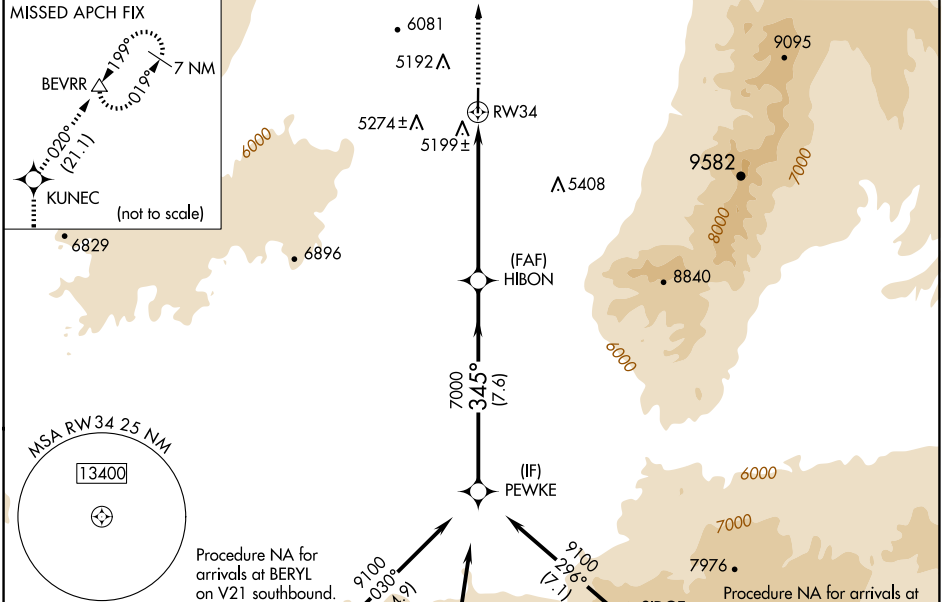 MISSED APCH FIX
BEVRR
199°
019°
7 NM
020°
(21.1)
KUNEC
(not to scale)
6081
5192
RW34
5274±
5199±
5408
9095
9582
7000
8000
6000
6829
6896
(FAF)
HIBON
8840
6000
7000
345°
(7.6)
MSA RW34 25 NM
13400
(IF)
PEWKE
6000
7000
7976
Procedure NA for
arrivals at BERYL
on V21 southbound.
9100
030°
9100
296°
(7.1)
Procedure NA for arrivals at